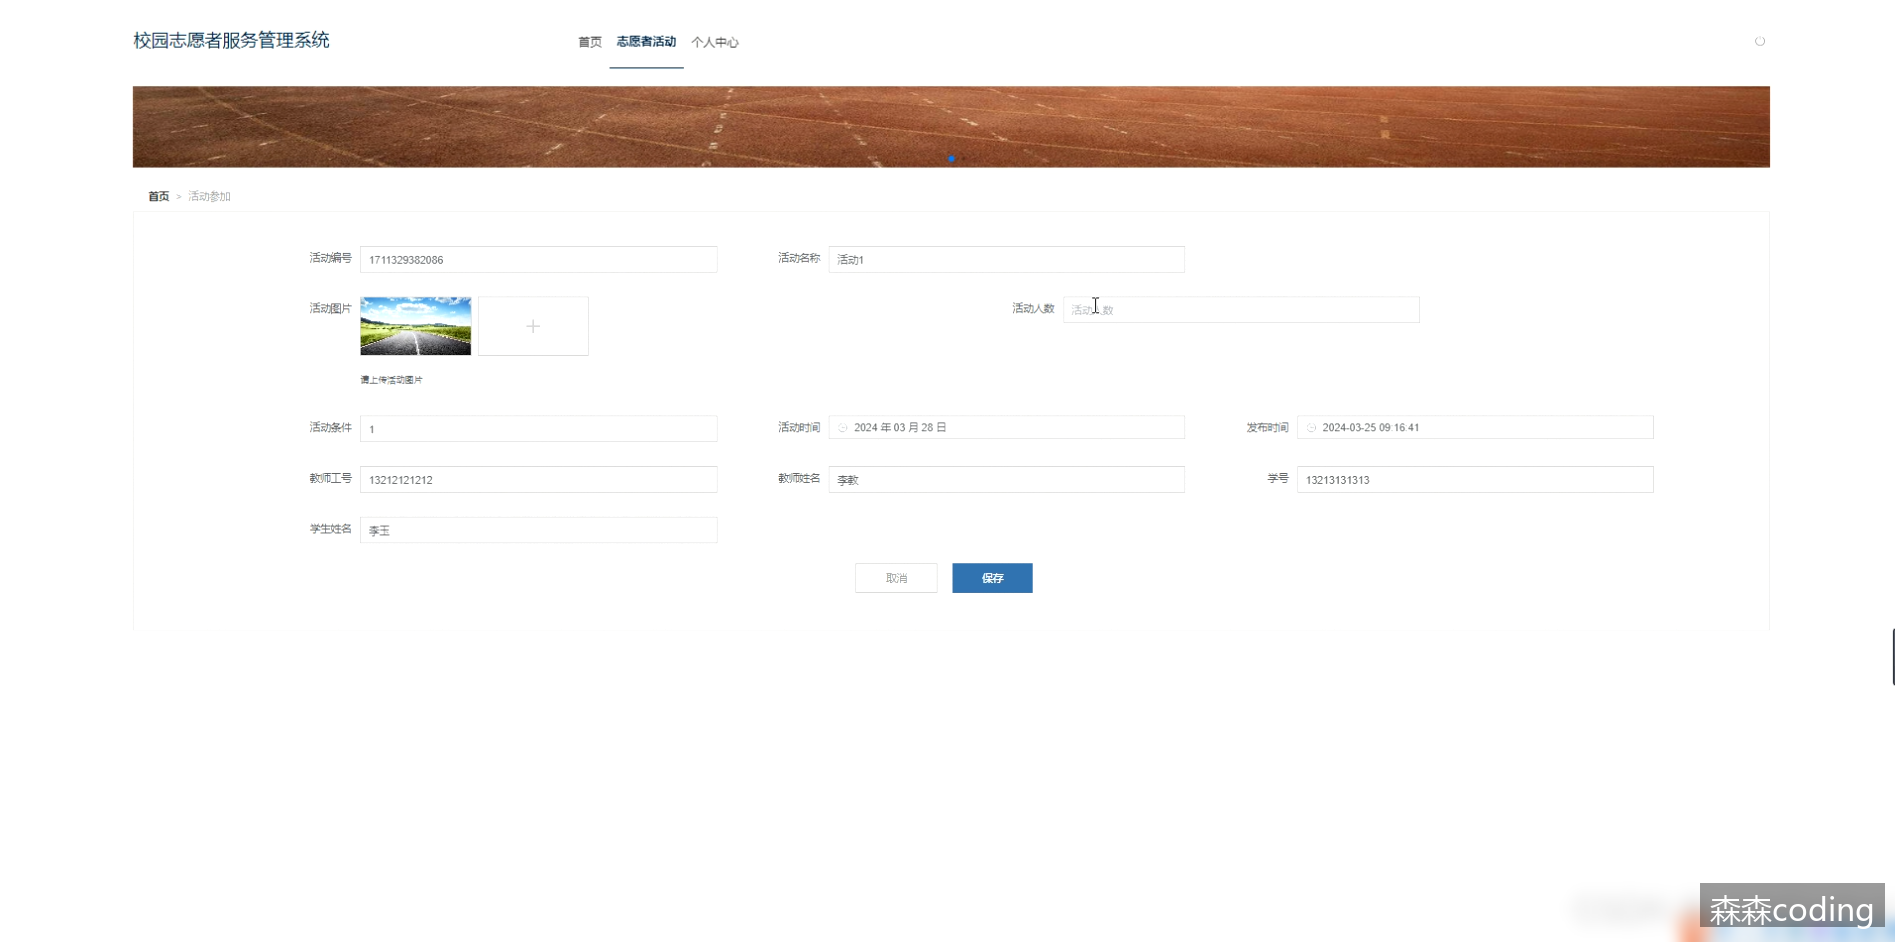 校园志愿者服务管理系统
首页 志愿者活动 个人中心
首页 > 活动参加
活动编号 1711329382086 活动名称 活动1
活动图片 活动人数 活动人数
请上传活动图片
活动条件 1 活动时间 2024 年 03 月 28 日 发布时间 2024-03-25 09:16:41
教师工号 13212121212 教师姓名 李教 学号 13213131313
学生姓名 李玉
取消 保存
森森coding